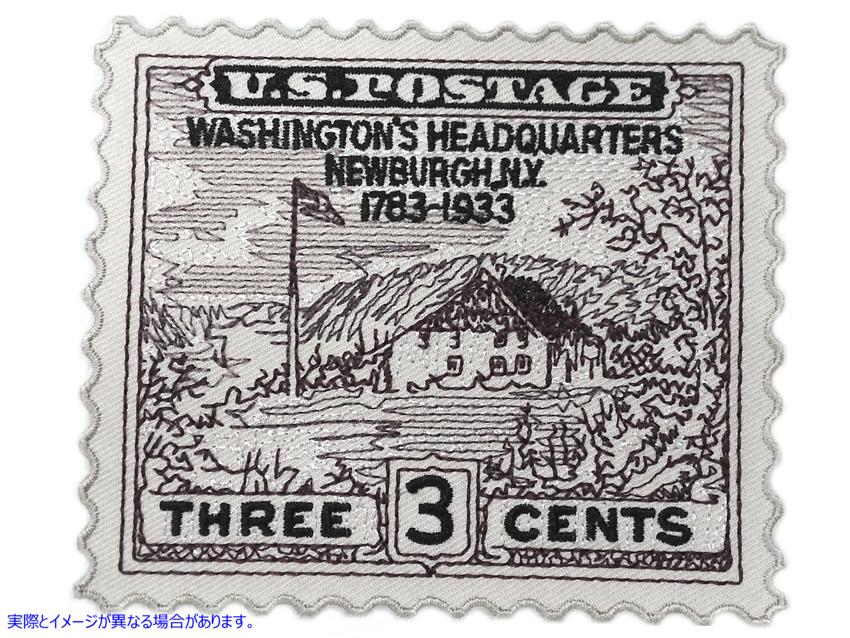 U.S. POSTAGE
WASHINGTON'S HEADQUARTERS
NEWBURGH, N.Y.
1783-1933
THREE 3 CENTS
実際とイメージが異なる場合があります。